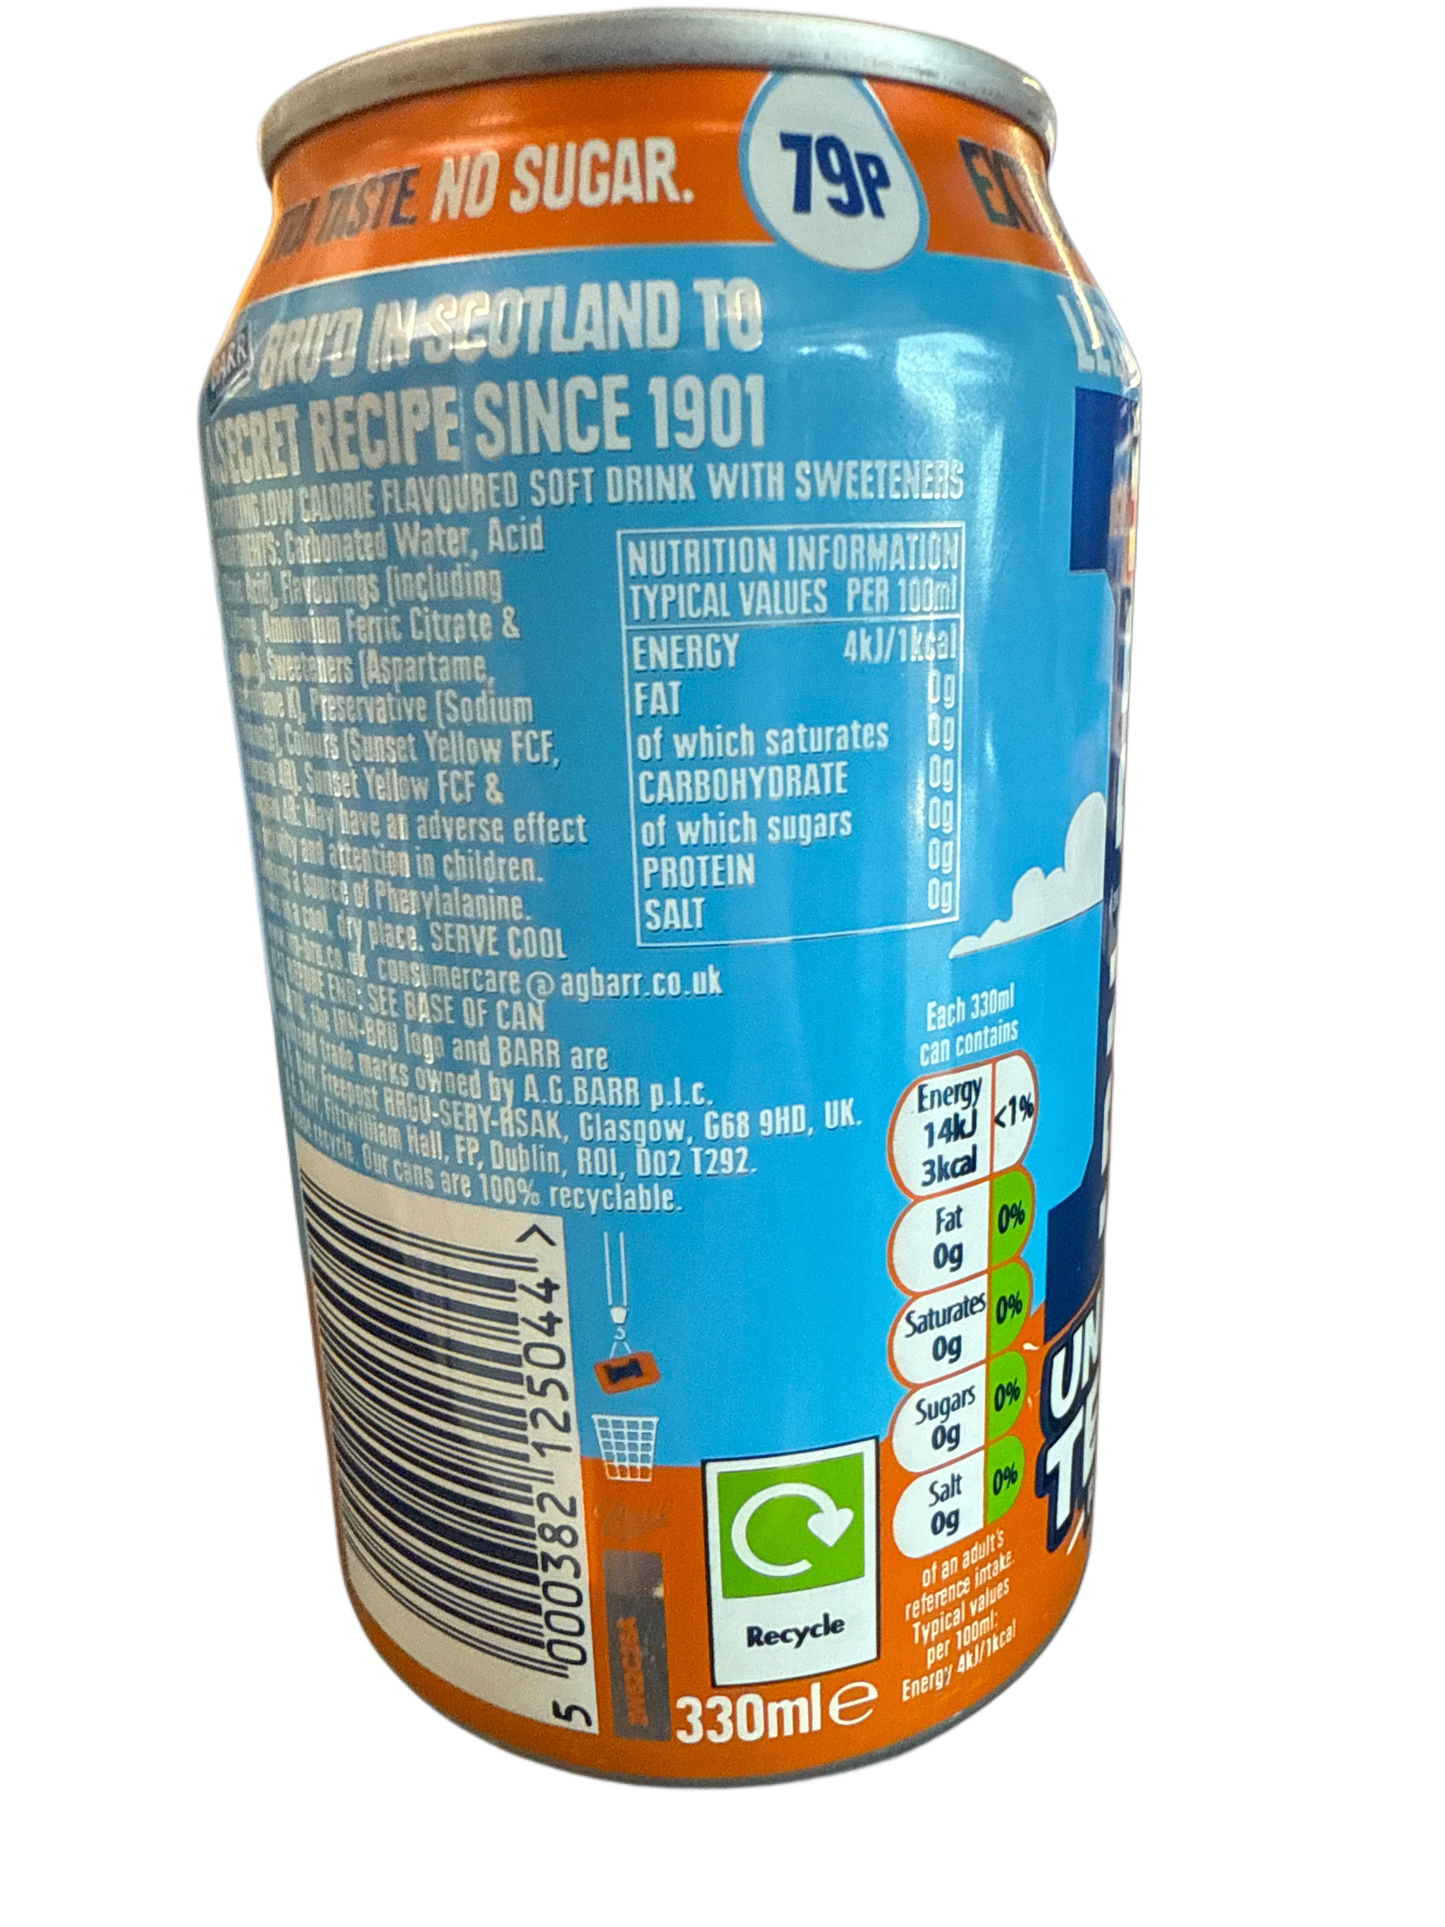 TASTE. NO SUGAR.
79P
BARR
BRU'D IN SCOTLAND TO
SECRET RECIPE SINCE 1901
LOW CALORIE FLAVOURED SOFT DRINK WITH SWEETENERS
Carbonated Water, Acid
Flavourings (including
Ammonium Ferric Citrate &
Sweeteners (Aspartame,
Preservative (Sodium
Colours (Sunset Yellow FCF,
Sunset Yellow FCF &
May have an adverse effect
and attention in children.
a source of Phenylalanine.
a cool, dry place. SERVE COOL
consumercare@agbarr.co.uk
END: SEE BASE OF CAN
the IRN-BRU logo and BARR are
trade marks owned by A.G.BARR p.l.c.
Freepost RRGU-SERY-RSAK, Glasgow, G68 9HD, UK.
Fitzwilliam Hall, FP, Dublin, ROI, D02 T292.
recycle. Our cans are 100% recyclable.
NUTRITION INFORMATION
TYPICAL VALUES PER 100ml
ENERGY 4kJ/1kcal
FAT 0g
of which saturates 0g
CARBOHYDRATE 0g
of which sugars 0g
PROTEIN 0g
SALT 0g
Each 330ml
can contains
Energy
14kJ
3kcal
<1%
Fat
0g
0%
Saturates
0g
0%
Sugars
0g
0%
Salt
0g
0%
of an adult's
reference intake.
Typical values
per 100ml:
Energy 4kJ/1kcal
5 000382 125044 >
Recycle
330ml e